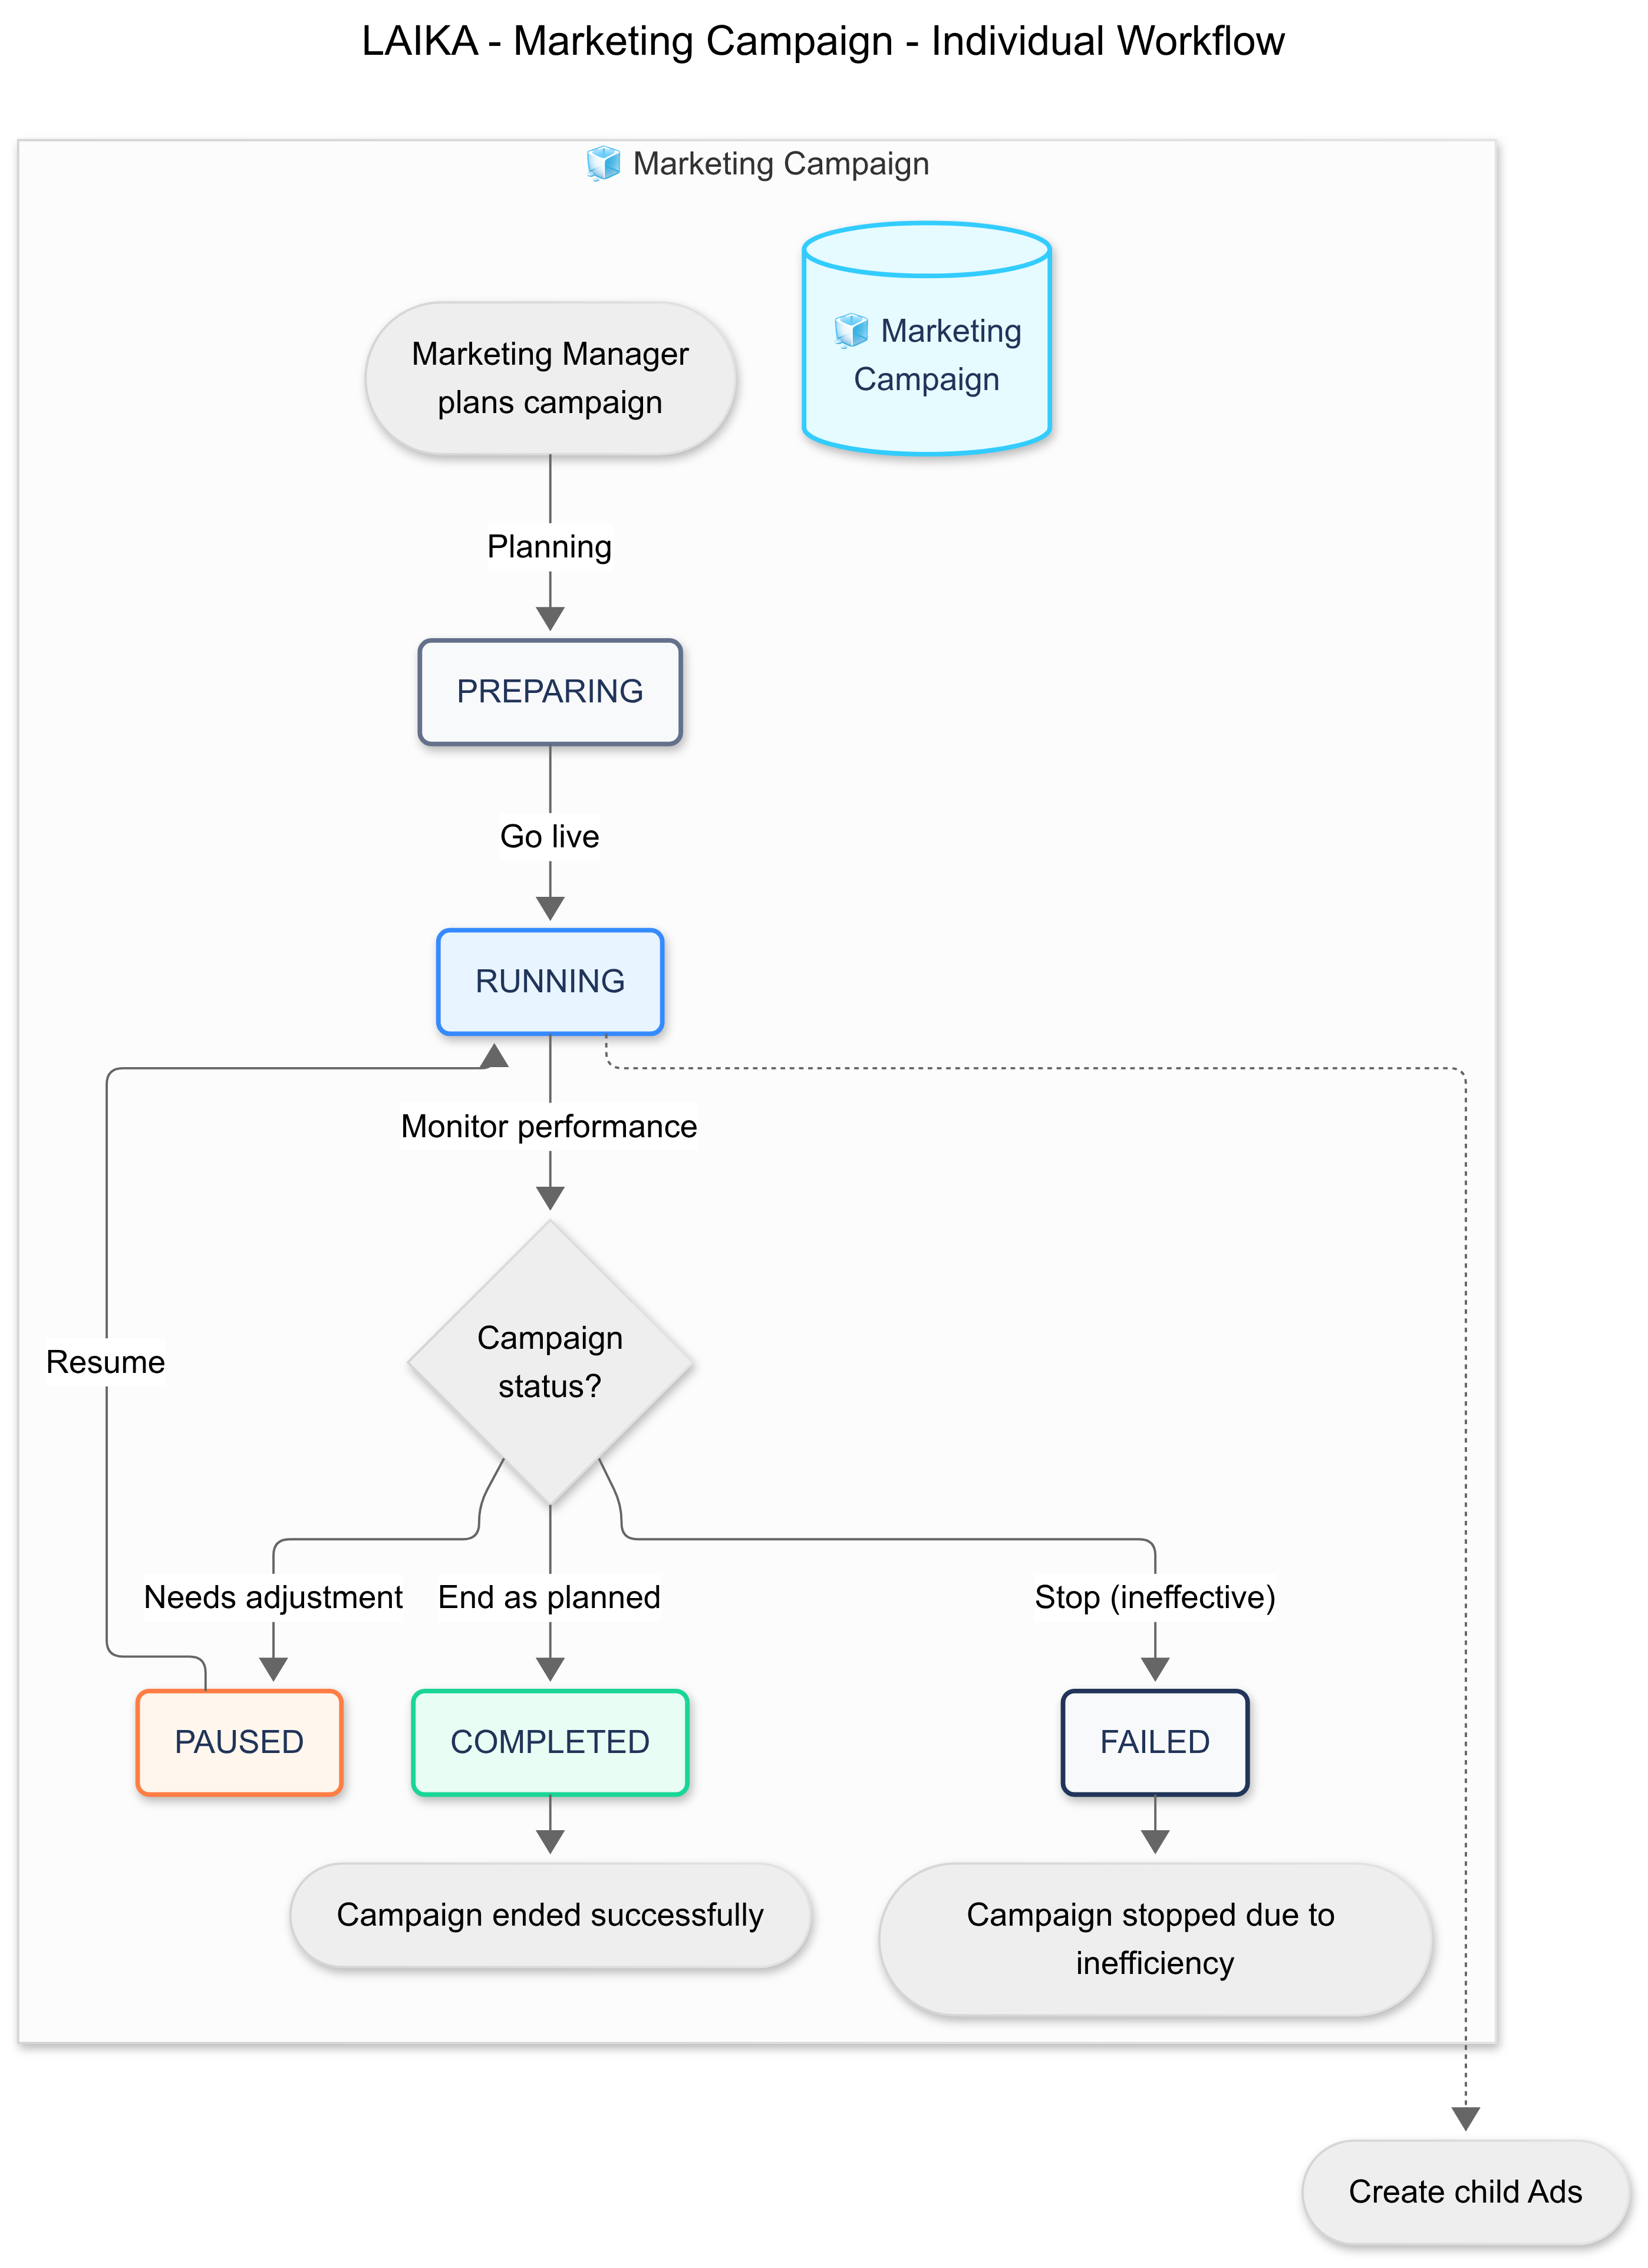 LAIKA - Marketing Campaign - Individual Workflow
Marketing Campaign
Marketing
Campaign
Marketing Manager
plans campaign
Planning
PREPARING
Go live
RUNNING
Monitor performance
Campaign
status?
Resume
Needs adjustment
End as planned
Stop (ineffective)
PAUSED
COMPLETED
FAILED
Campaign ended successfully
Campaign stopped due to
inefficiency
Create child Ads